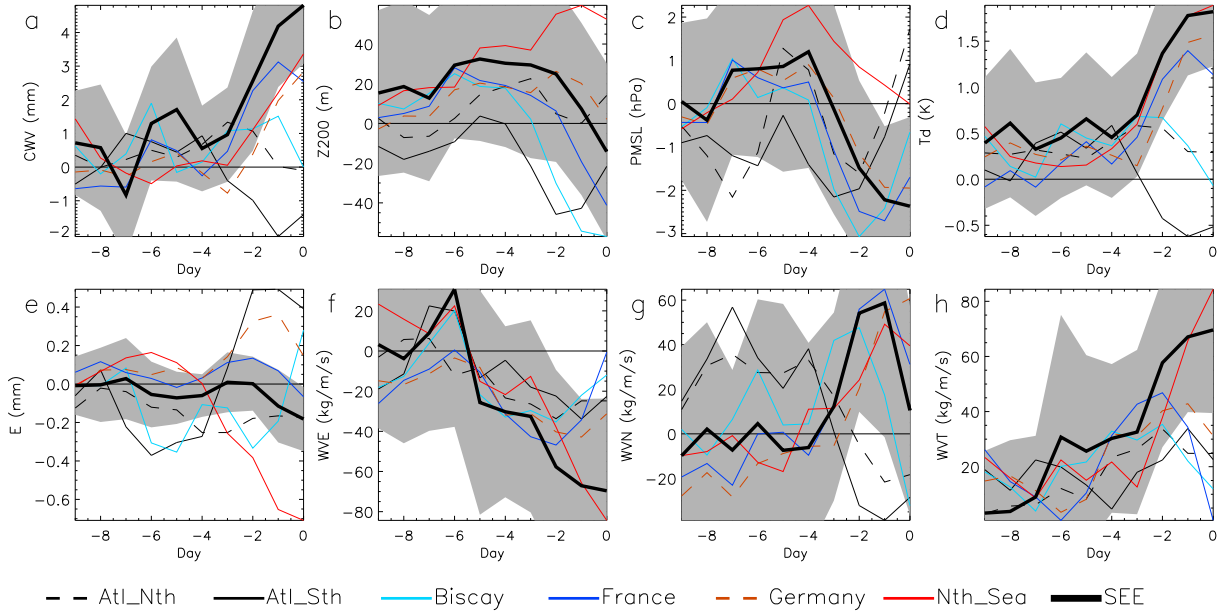 a
CWV (mm)
4
3
2
1
0
−1
−2
−8 −6 −4 −2 0
Day
b
Z200 (m)
60
40
20
0
−20
−40
−8 −6 −4 −2 0
Day
c
PMSL (hPa)
2
1
0
−1
−2
−3
−8 −6 −4 −2 0
Day
d
Td (K)
1.5
1.0
0.5
0.0
−0.5
−8 −6 −4 −2 0
Day
e
E (mm)
0.4
0.2
0.0
−0.2
−0.4
−0.6
−8 −6 −4 −2 0
Day
f
WVE (kg/m/s)
20
0
−20
−40
−60
−80
−8 −6 −4 −2 0
Day
g
WVN (kg/m/s)
60
40
20
0
−20
−8 −6 −4 −2 0
Day
h
WVT (kg/m/s)
80
60
40
20
−8 −6 −4 −2 0
Day
Atl_Nth Atl_Sth Biscay France Germany Nth_Sea SEE